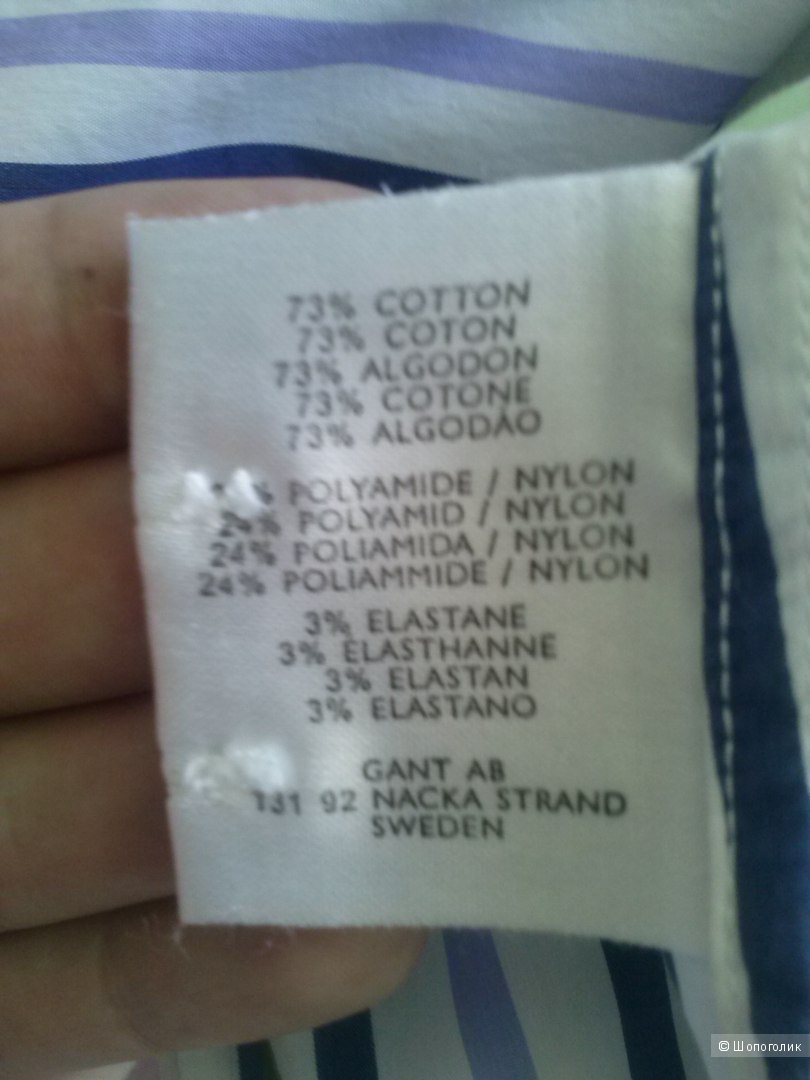 73% COTTON
73% COTON
73% ALGODON
73% COTONE
73% ALGODÃO
POLYAMIDE / NYLON
24% POLYAMID / NYLON
24% POLIAMIDA / NYLON
24% POLIAMMIDE / NYLON
3% ELASTANE
3% ELASTHANNE
3% ELASTAN
3% ELASTANO
GANT AB
131 92 NACKA STRAND
SWEDEN
© Шопоголик